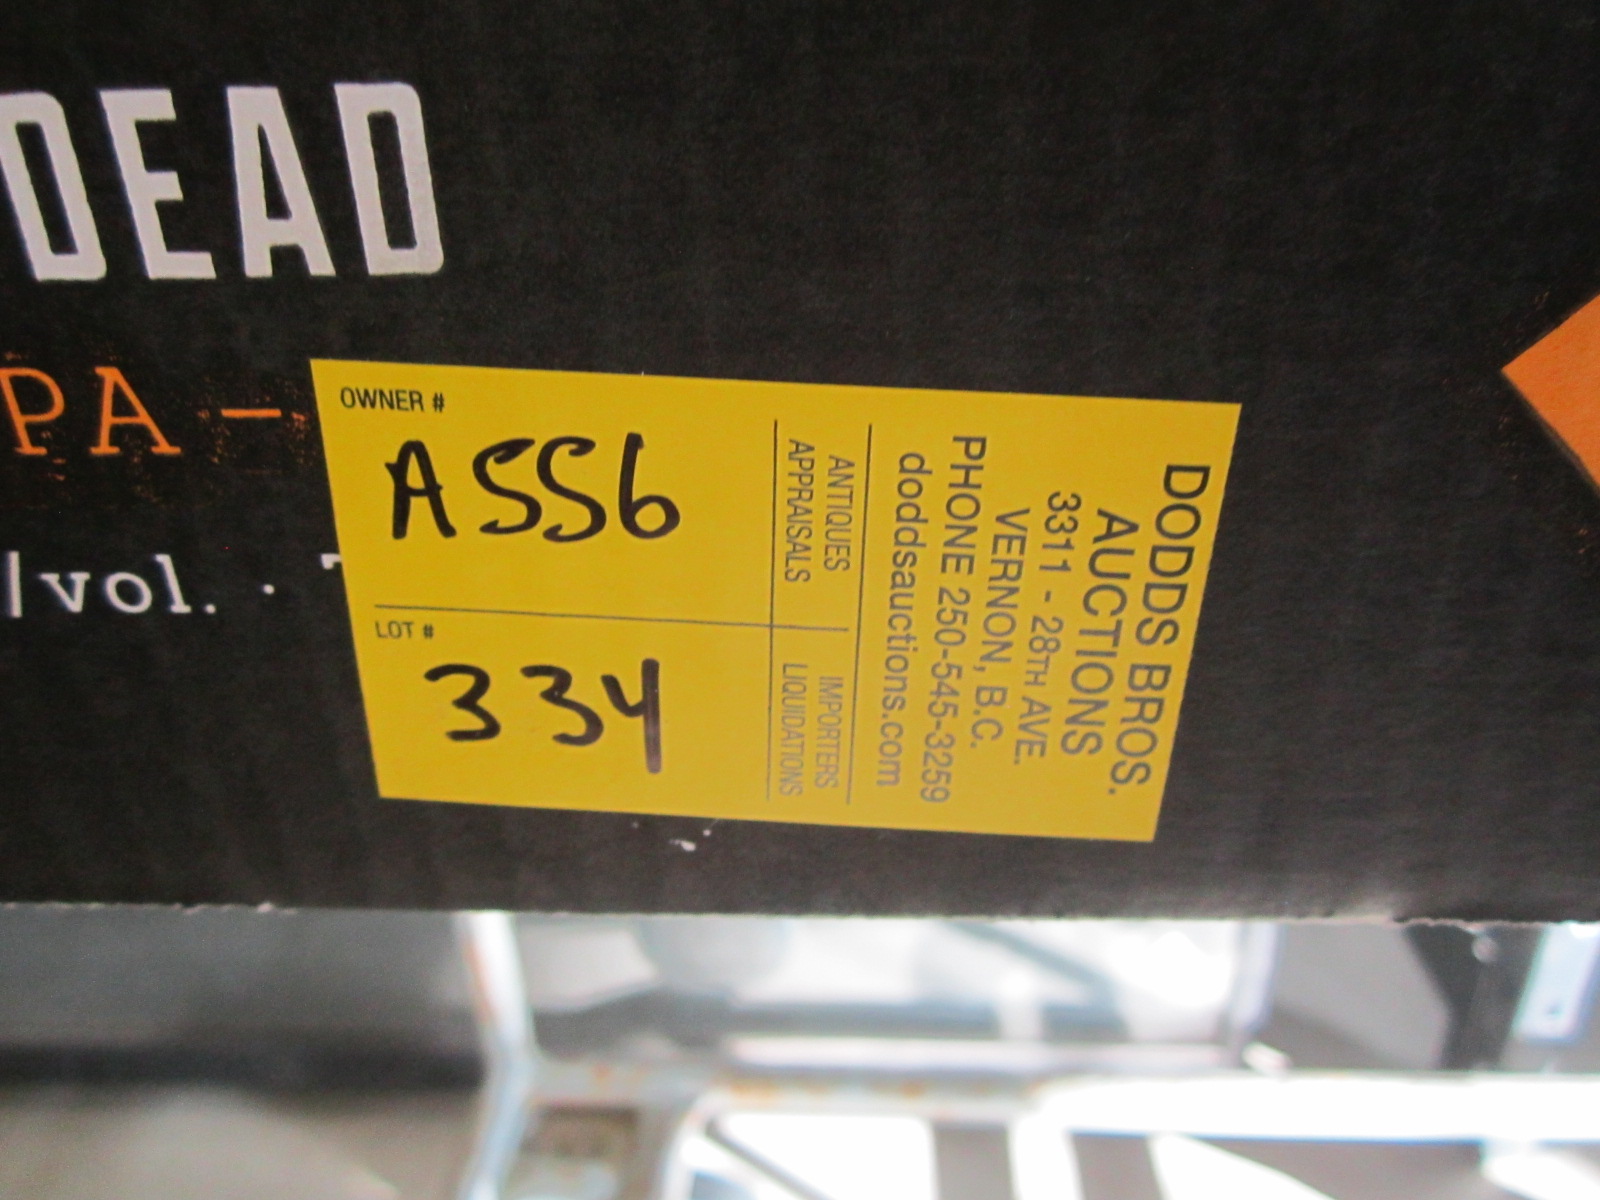 DEAD
PA –
/vol. ·
OWNER #
A556
LOT #
334
ANTIQUES
APPRAISALS
IMPORTERS
LIQUIDATIONS
DODDS BROS.
AUCTIONS
3311 - 28TH AVE.
VERNON, B.C.
PHONE 250-545-3259
doddsauctions.com